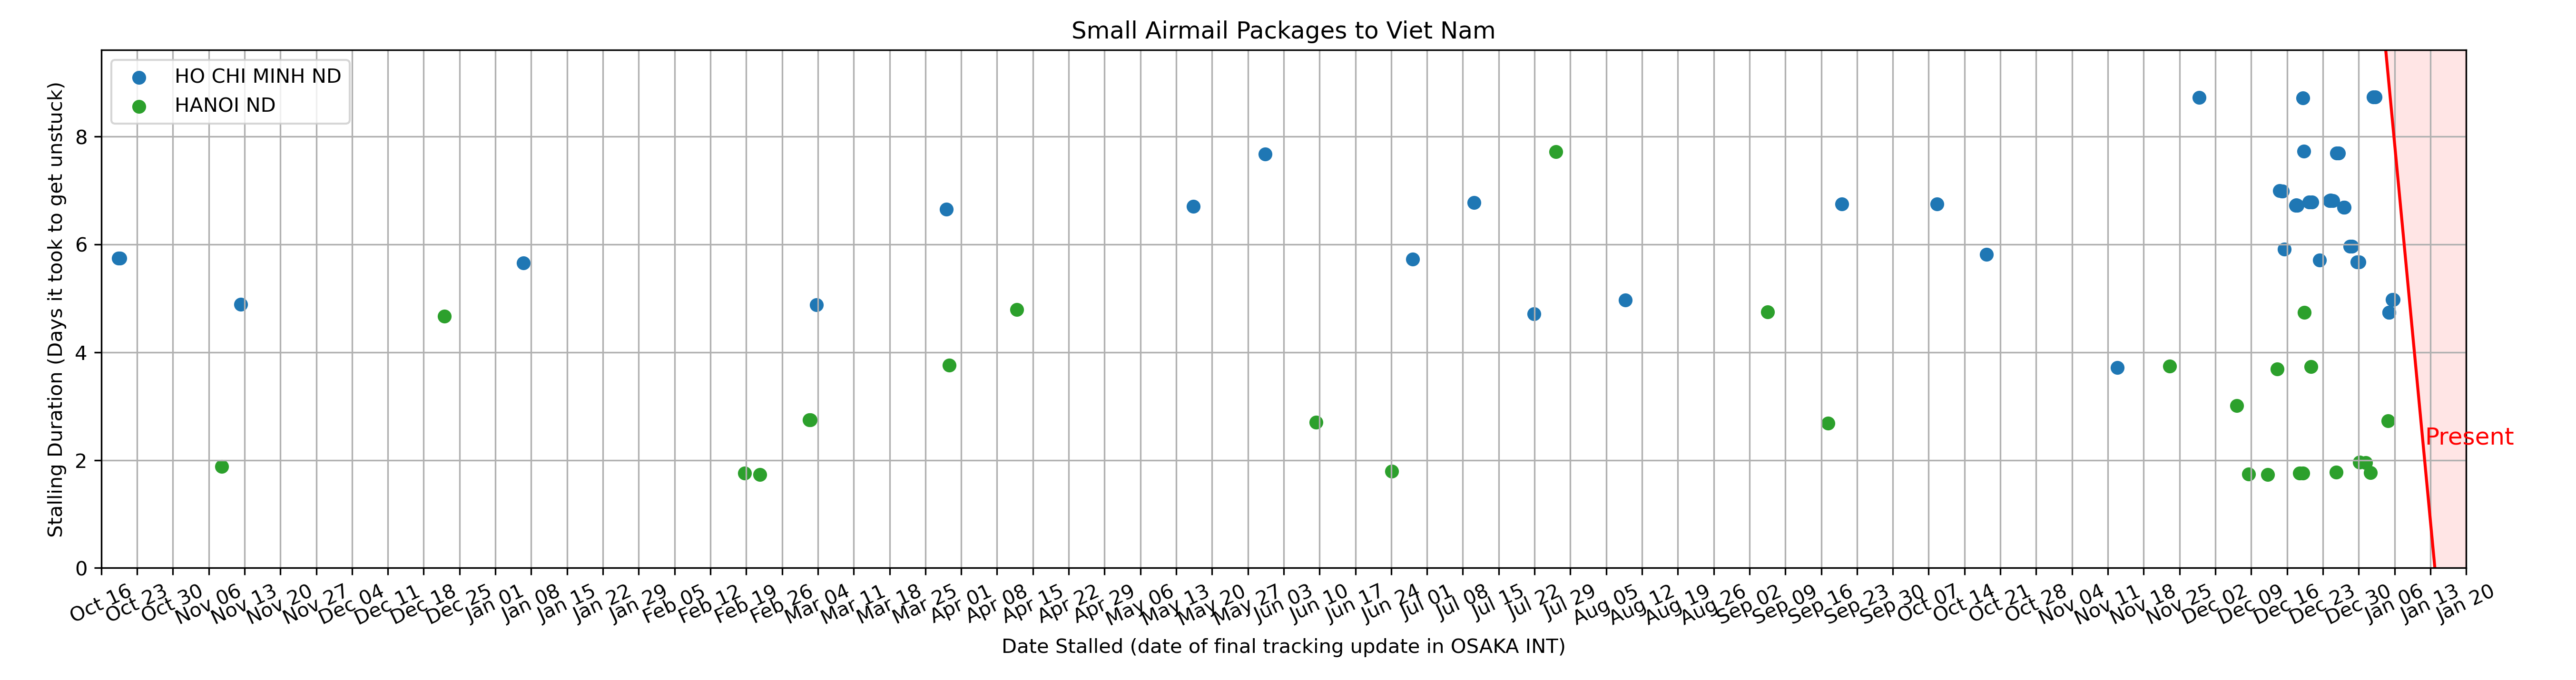 Small Airmail Packages to Viet Nam
HO CHI MINH ND
HANOI ND
Stalling Duration (Days it took to get unstuck)
8
6
4
2
0
Present
Oct 16
Oct 23
Oct 30
Nov 06
Nov 13
Nov 20
Nov 27
Dec 04
Dec 11
Dec 18
Dec 25
Jan 01
Jan 08
Jan 15
Jan 22
Jan 29
Feb 05
Feb 12
Feb 19
Feb 26
Mar 04
Mar 11
Mar 18
Mar 25
Apr 01
Apr 08
Apr 15
Apr 22
Apr 29
May 06
May 13
May 20
May 27
Jun 03
Jun 10
Jun 17
Jun 24
Jul 01
Jul 08
Jul 15
Jul 22
Jul 29
Aug 05
Aug 12
Aug 19
Aug 26
Sep 02
Sep 09
Sep 16
Sep 23
Sep 30
Oct 07
Oct 14
Oct 21
Oct 28
Nov 04
Nov 11
Nov 18
Nov 25
Dec 02
Dec 09
Dec 16
Dec 23
Dec 30
Jan 06
Jan 13
Jan 20
Date Stalled (date of final tracking update in OSAKA INT)